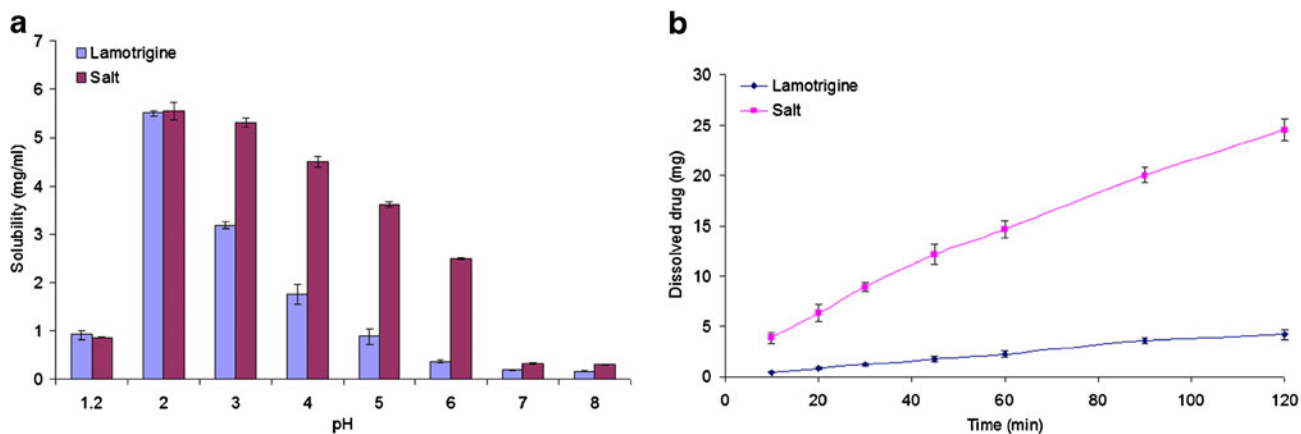 a
7
6
5
4
3
2
1
0
Solubility (mg/ml)
Lamotrigine
Salt
1.2 2 3 4 5 6 7 8
pH
b
30
25
20
15
10
5
0
Dissolved drug (mg)
Lamotrigine
Salt
0 20 40 60 80 100 120
Time (min)